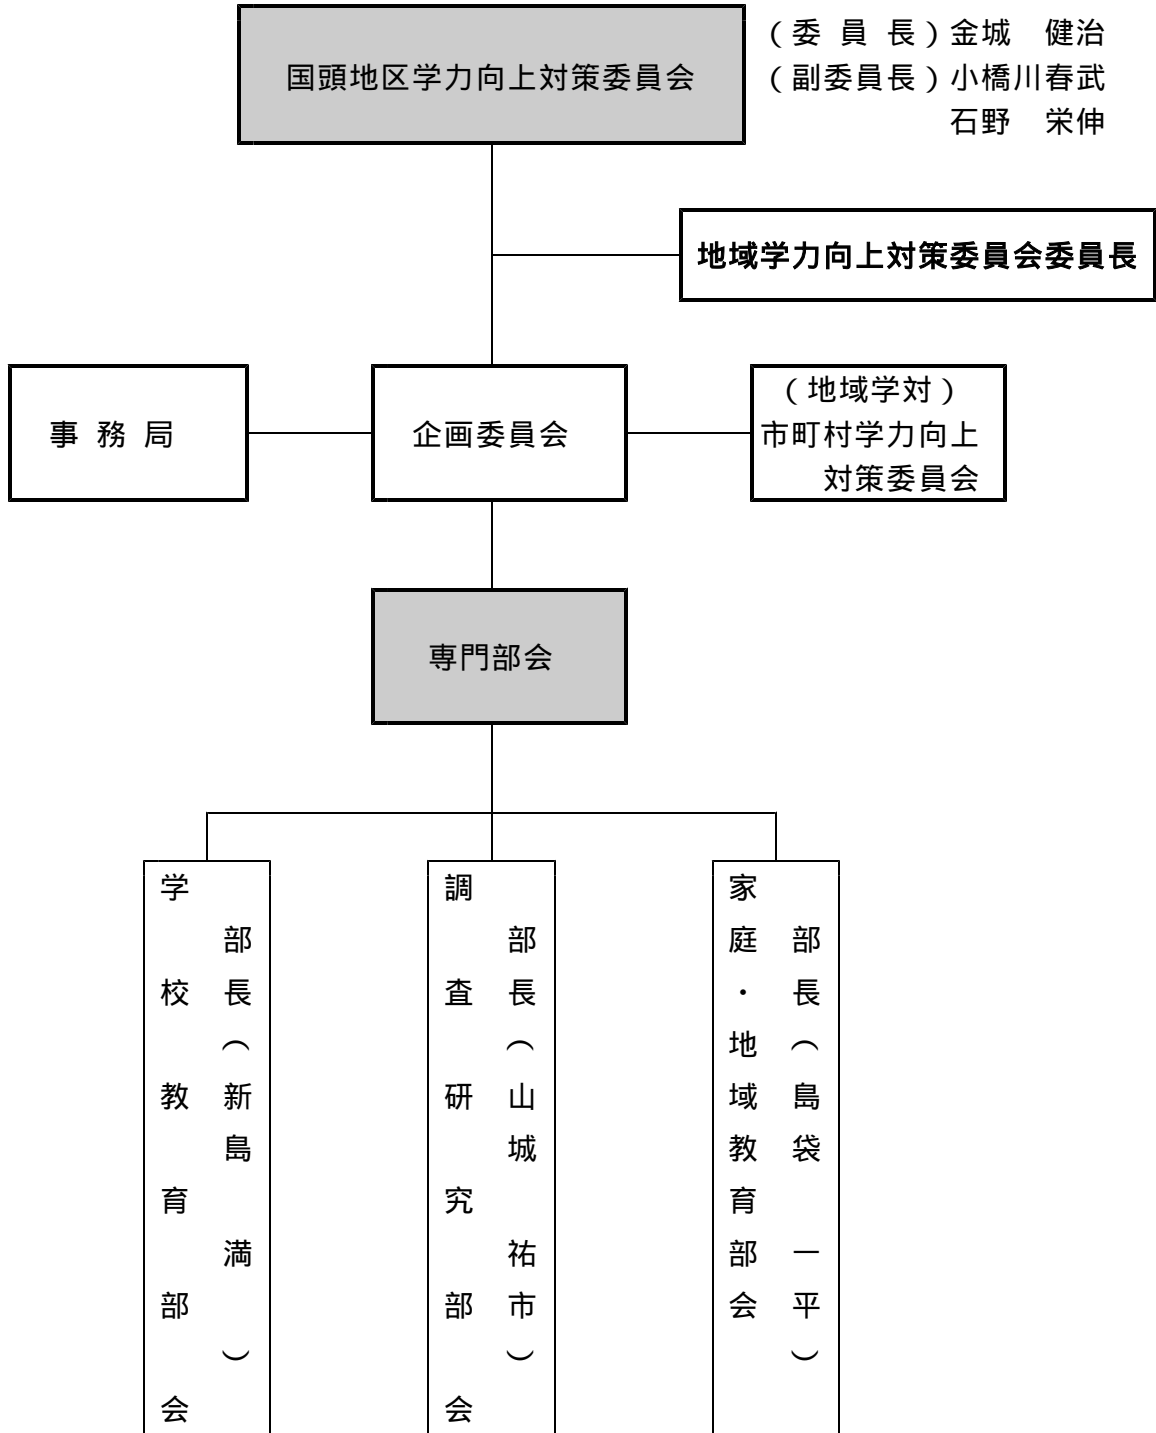 国頭地区学力向上対策委員会
(委 員 長)金城　健治
(副委員長)小橋川春武
石野　栄伸
地域学力向上対策委員会委員長
事 務 局
企画委員会
(地域学対)
市町村学力向上
対策委員会
専門部会
学校教育部会
部長(新島　満　)
調査研究部会
部長(山城　祐市)
家庭・地域教育部会
部長(島袋　一平)